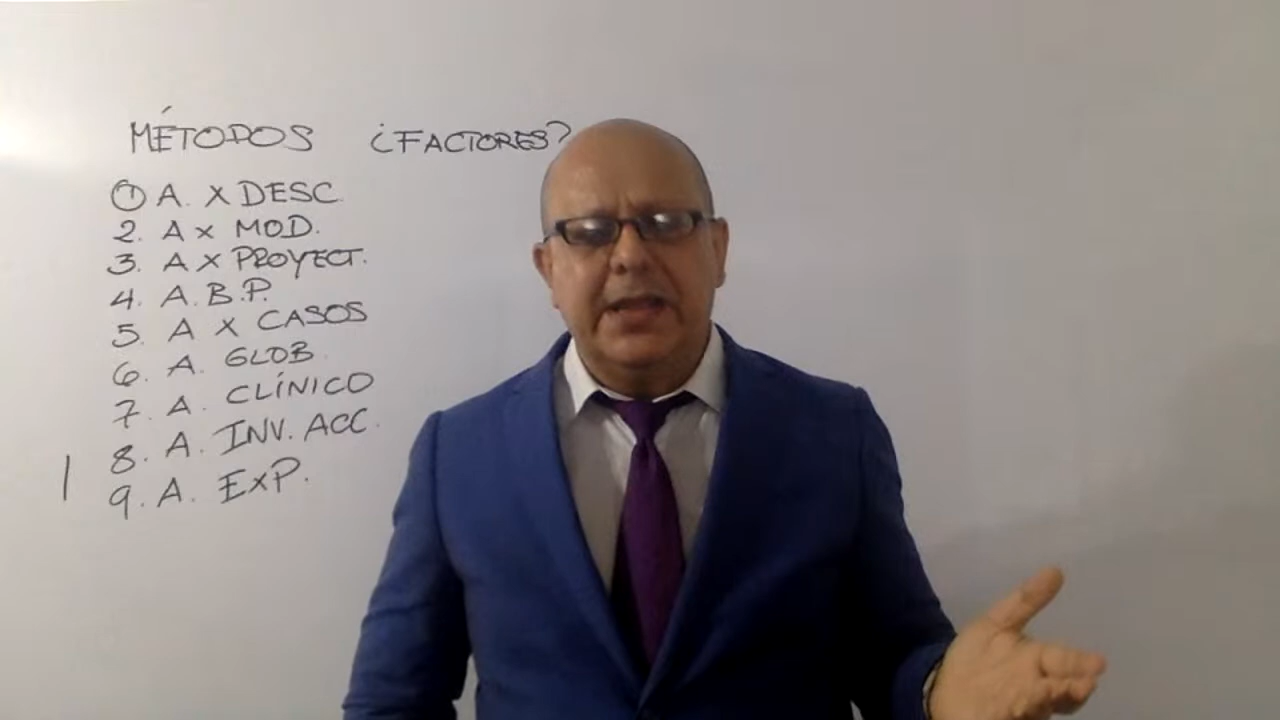 MÉTODOS ¿FACTORES?
1 A. X DESC.
2. A X MOD.
3. A X PROYECT.
4. A.B.P.
5. A X CASOS
6. A. GLOB.
7. A. CLÍNICO
8. A. INV. ACC.
9. A. EXP.